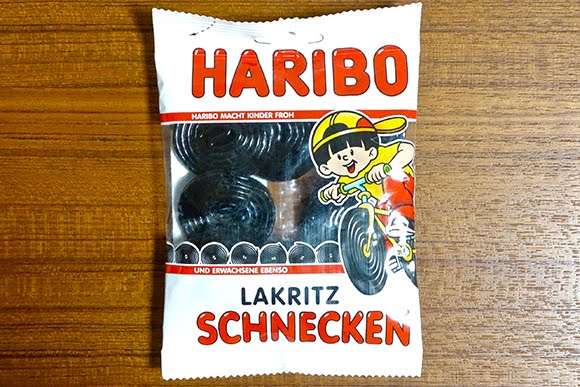 HARIBO
HARIBO MACHT KINDER FROH
UND ERWACHSENE EBENSO
LAKRITZ
SCHNECKEN